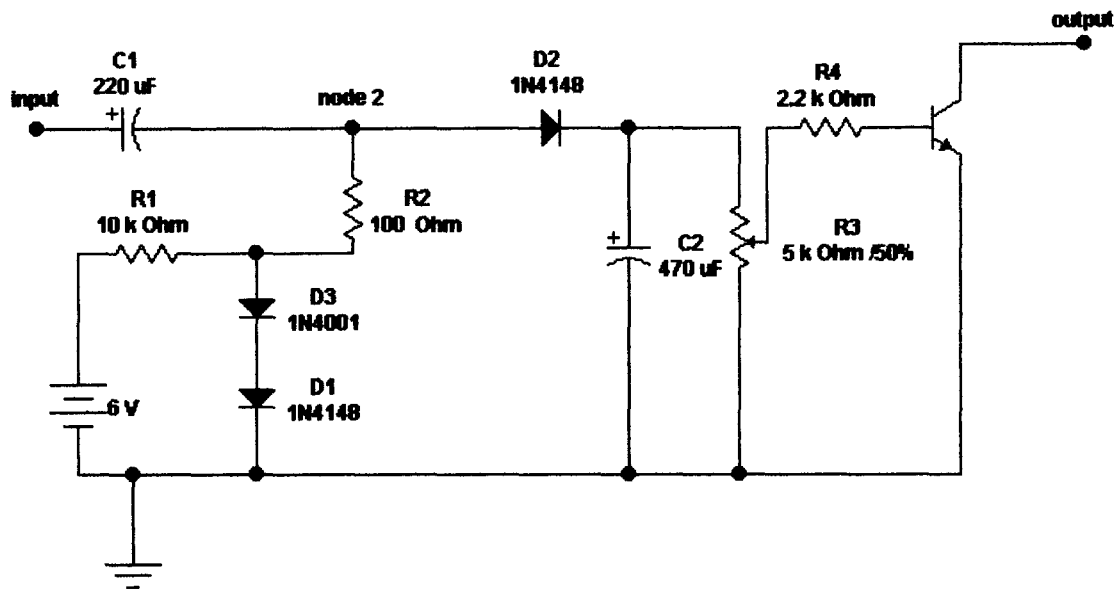 output
C1
220 uF
D2
1N4148
R4
2.2 k Ohm
input
node 2
R1
10 k Ohm
R2
100 Ohm
+
+
C2
470 uF
R3
5 k Ohm /50%
D3
1N4001
D1
1N4148
6 V